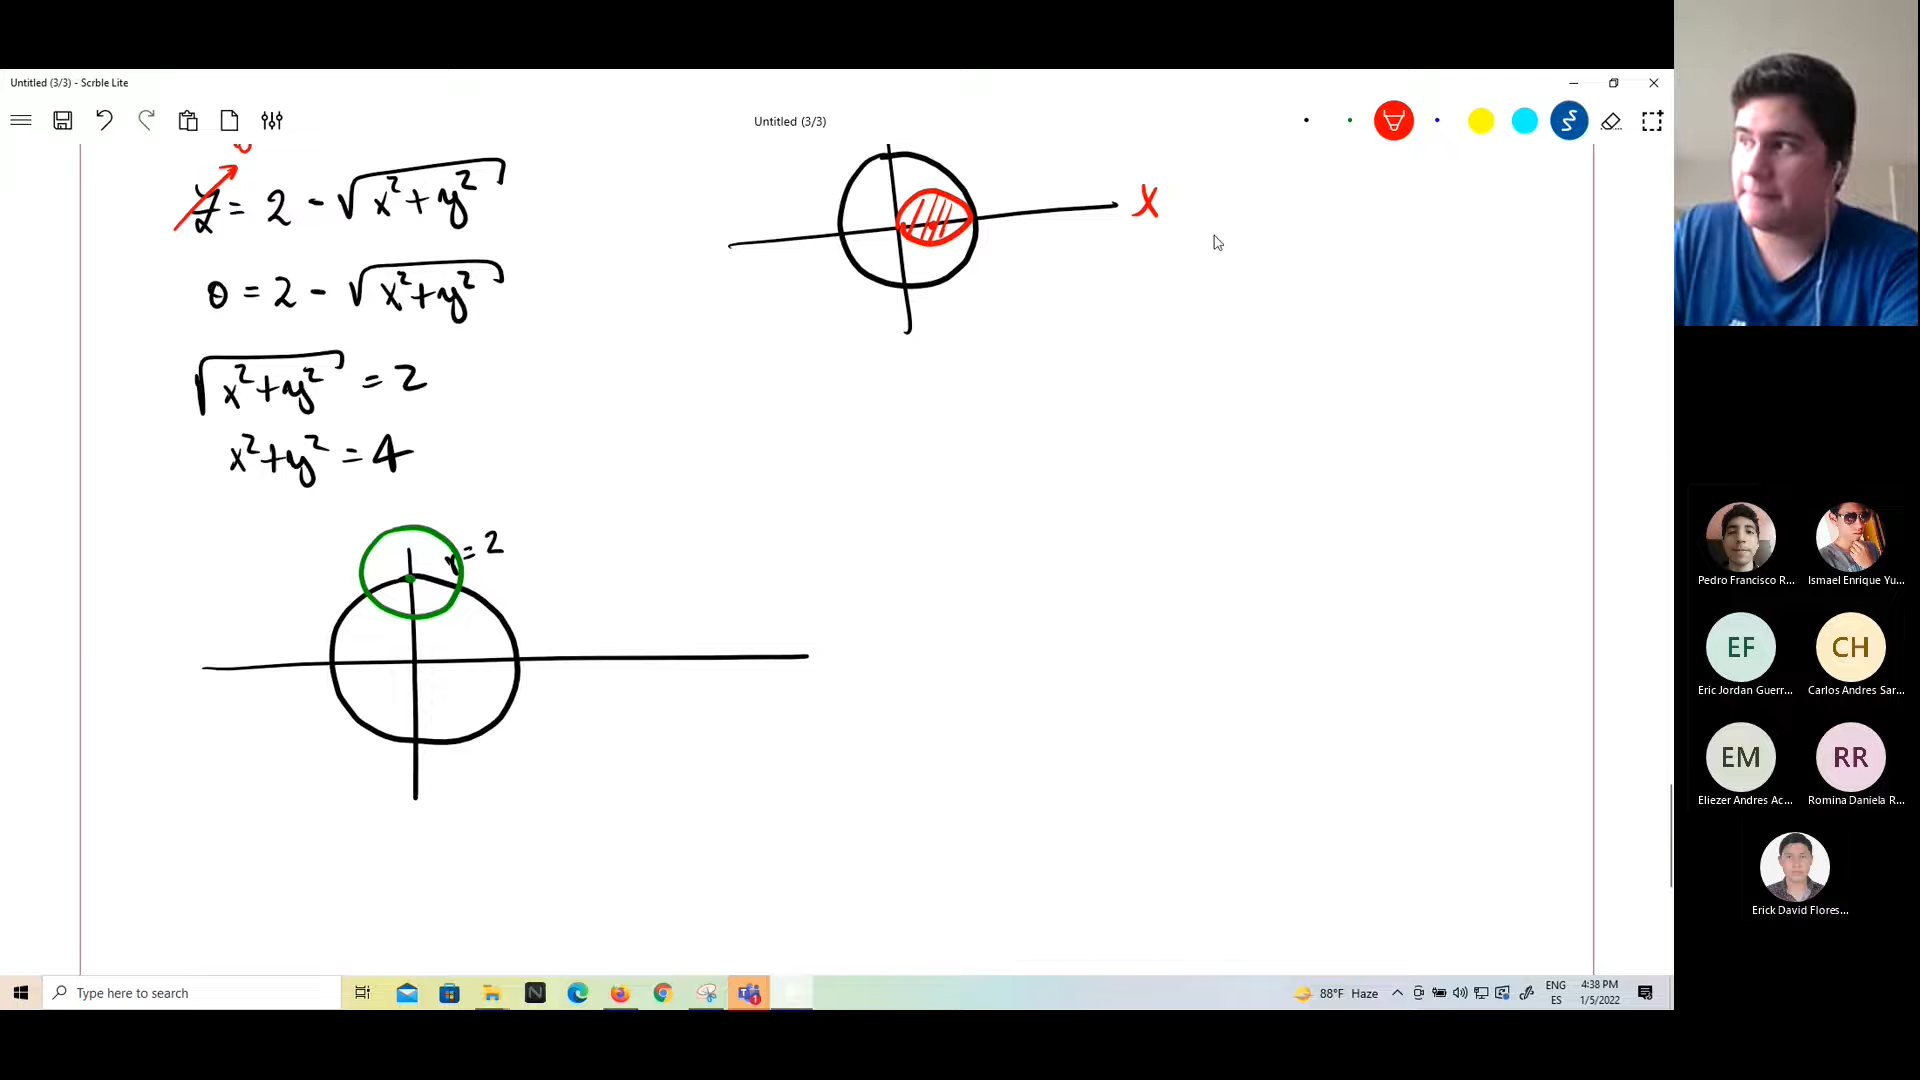 Untitled (3/3) - Scrble Lite
Untitled (3/3)
z = 2 - √x²+y²
0 = 2 - √x²+y²
√x²+y² = 2
x²+y² = 4
r = 2
X
Pedro Francisco R...
Ismael Enrique Yu...
EF
CH
Eric Jordan Guerr...
Carlos Andres Sar...
EM
RR
Eliezer Andres Ac...
Romina Daniela R...
Erick David Flores...
Type here to search
88°F Haze
ENG
ES
4:38 PM
1/5/2022